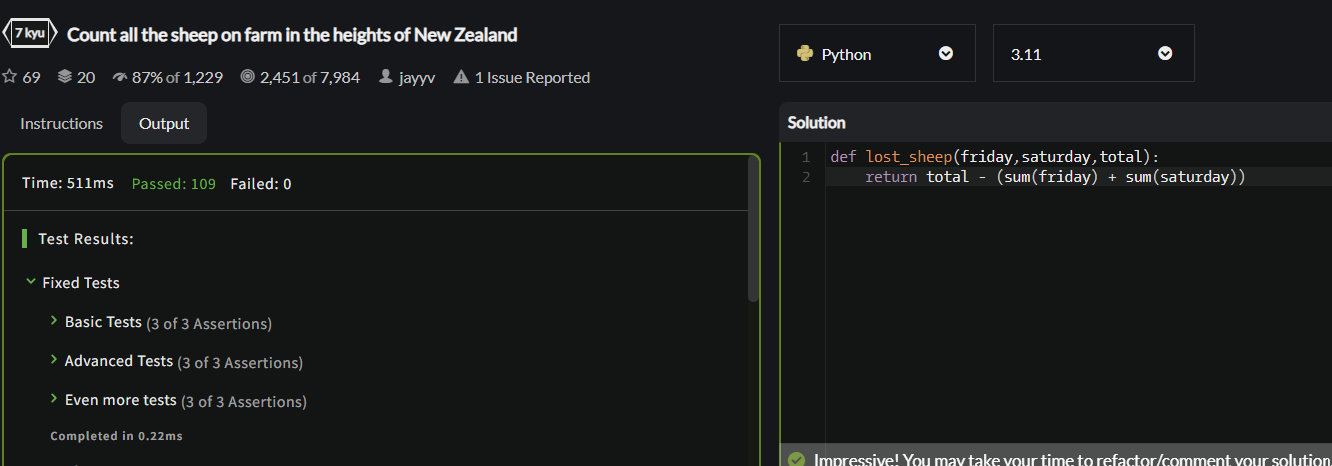 7 kyu Count all the sheep on farm in the heights of New Zealand
69 20 87% of 1,229 2,451 of 7,984 jayyv 1 Issue Reported
Python 3.11
Instructions Output
Time: 511ms Passed: 109 Failed: 0
Test Results:
Fixed Tests
Basic Tests (3 of 3 Assertions)
Advanced Tests (3 of 3 Assertions)
Even more tests (3 of 3 Assertions)
Completed in 0.22ms
Solution
1 def lost_sheep(friday,saturday,total):
2 return total - (sum(friday) + sum(saturday))
Impressive! You may take your time to refactor/comment your solution